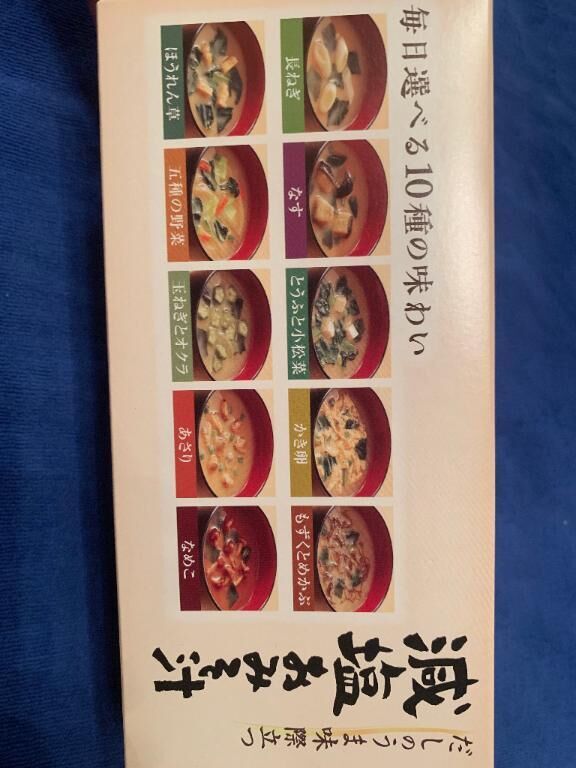 毎日選べる10種の味わい
長ねぎ
なす
とうふと小松菜
かき卵
もずくとめかぶ
ほうれん草
五種の野菜
玉ねぎとオクラ
あさり
なめこ
だしのうま味際立つ
減塩おみそ汁